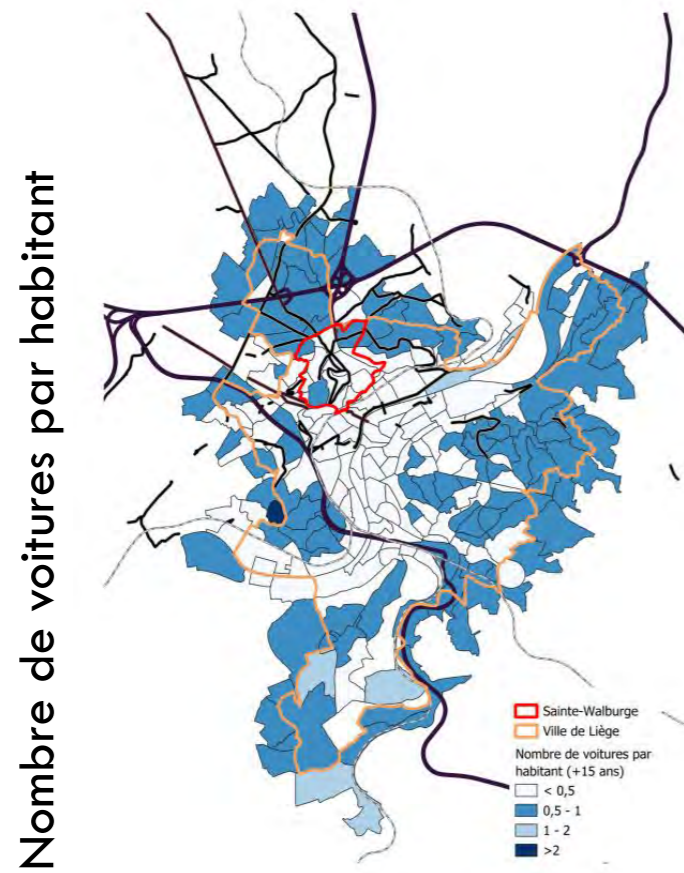 Nombre de voitures par habitant
Sainte-Walburge
Ville de Liège
Nombre de voitures par
habitant (+15 ans)
< 0,5
0,5 - 1
1 - 2
>2